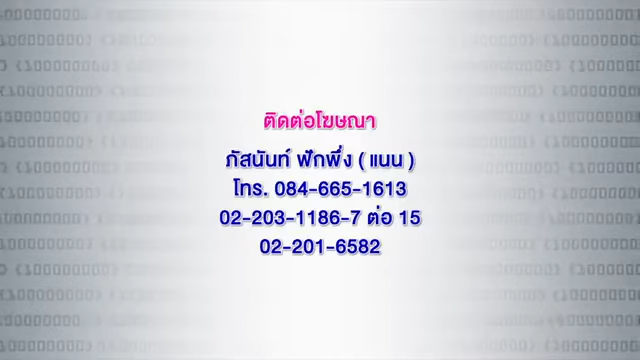 ติดต่อโฆษณา
ภัสนันท์ ฟักพึ่ง ( แนน )
โทร. 084-665-1613
02-203-1186-7 ต่อ 15
02-201-6582